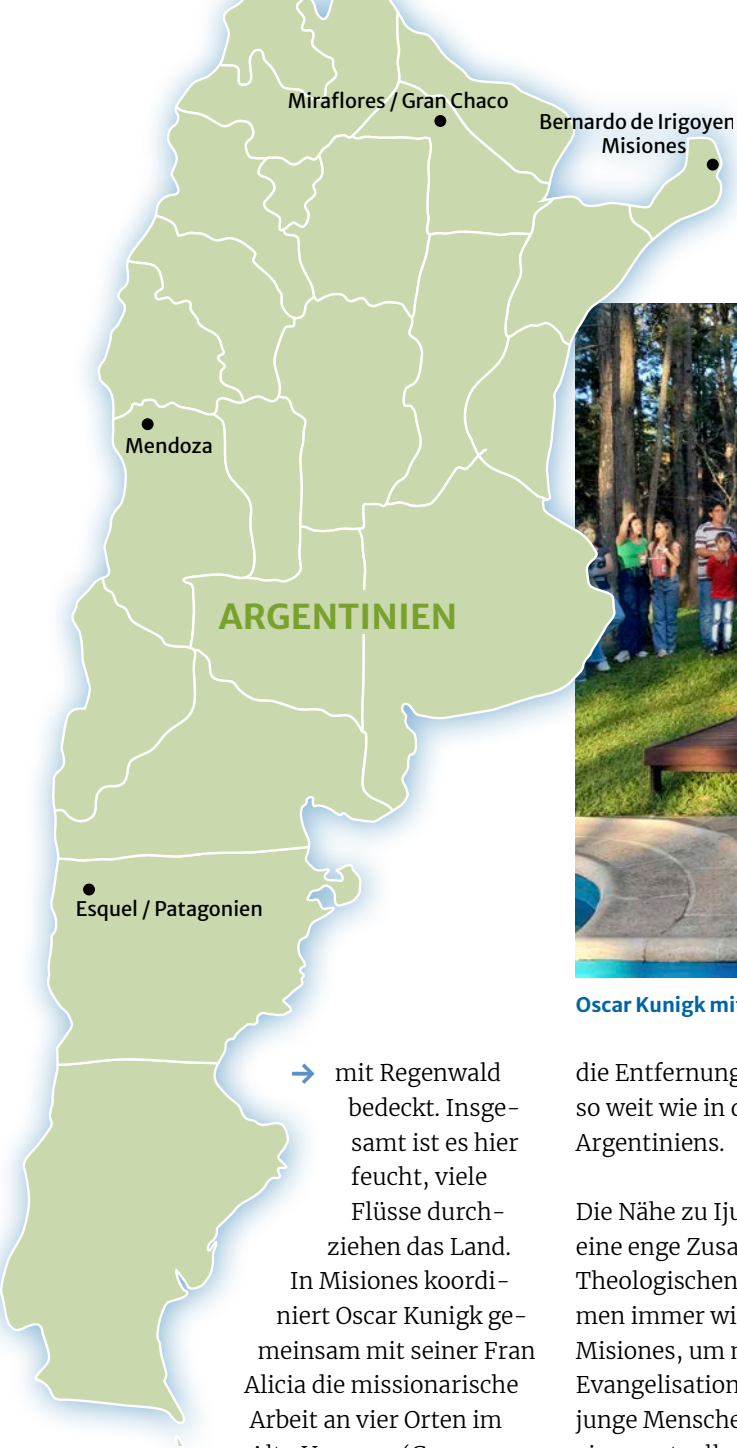 Miraflores / Gran Chaco
Bernardo de Irigoyen
Misiones
Mendoza
ARGENTINIEN
Esquel / Patagonien
Oscar Kunigk mit
→ mit Regenwald
bedeckt. Insge-
samt ist es hier
feucht, viele
Flüsse durch-
ziehen das Land.
In Misiones koordi-
niert Oscar Kunigk ge-
meinsam mit seiner Fran
Alicia die missionarische
Arbeit an vier Orten im
die Entfernung
so weit wie in d
Argentiniens.
Die Nähe zu Iju
eine enge Zusa
Theologischen
men immer wi
Misiones, um
Evangelisation
junge Mensche